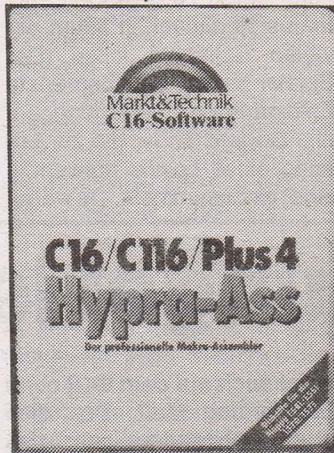 Markt&Technik
C16-Software
C16/C116/Plus 4
Hypra-Ass
Der professionelle Makro-Assembler